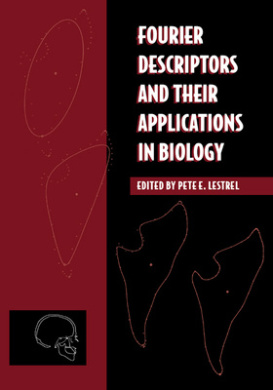 FOURIER
DESCRIPTORS
AND THEIR
APPLICATIONS
IN BIOLOGY
EDITED BY PETE E. LESTREL